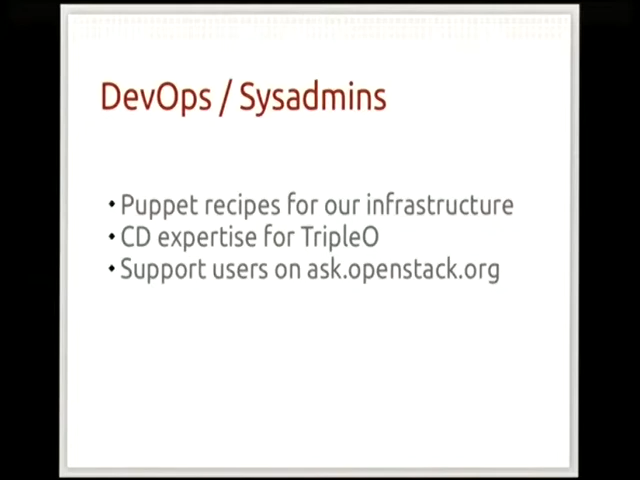 DevOps / Sysadmins
• Puppet recipes for our infrastructure
• CD expertise for TripleO
• Support users on ask.openstack.org